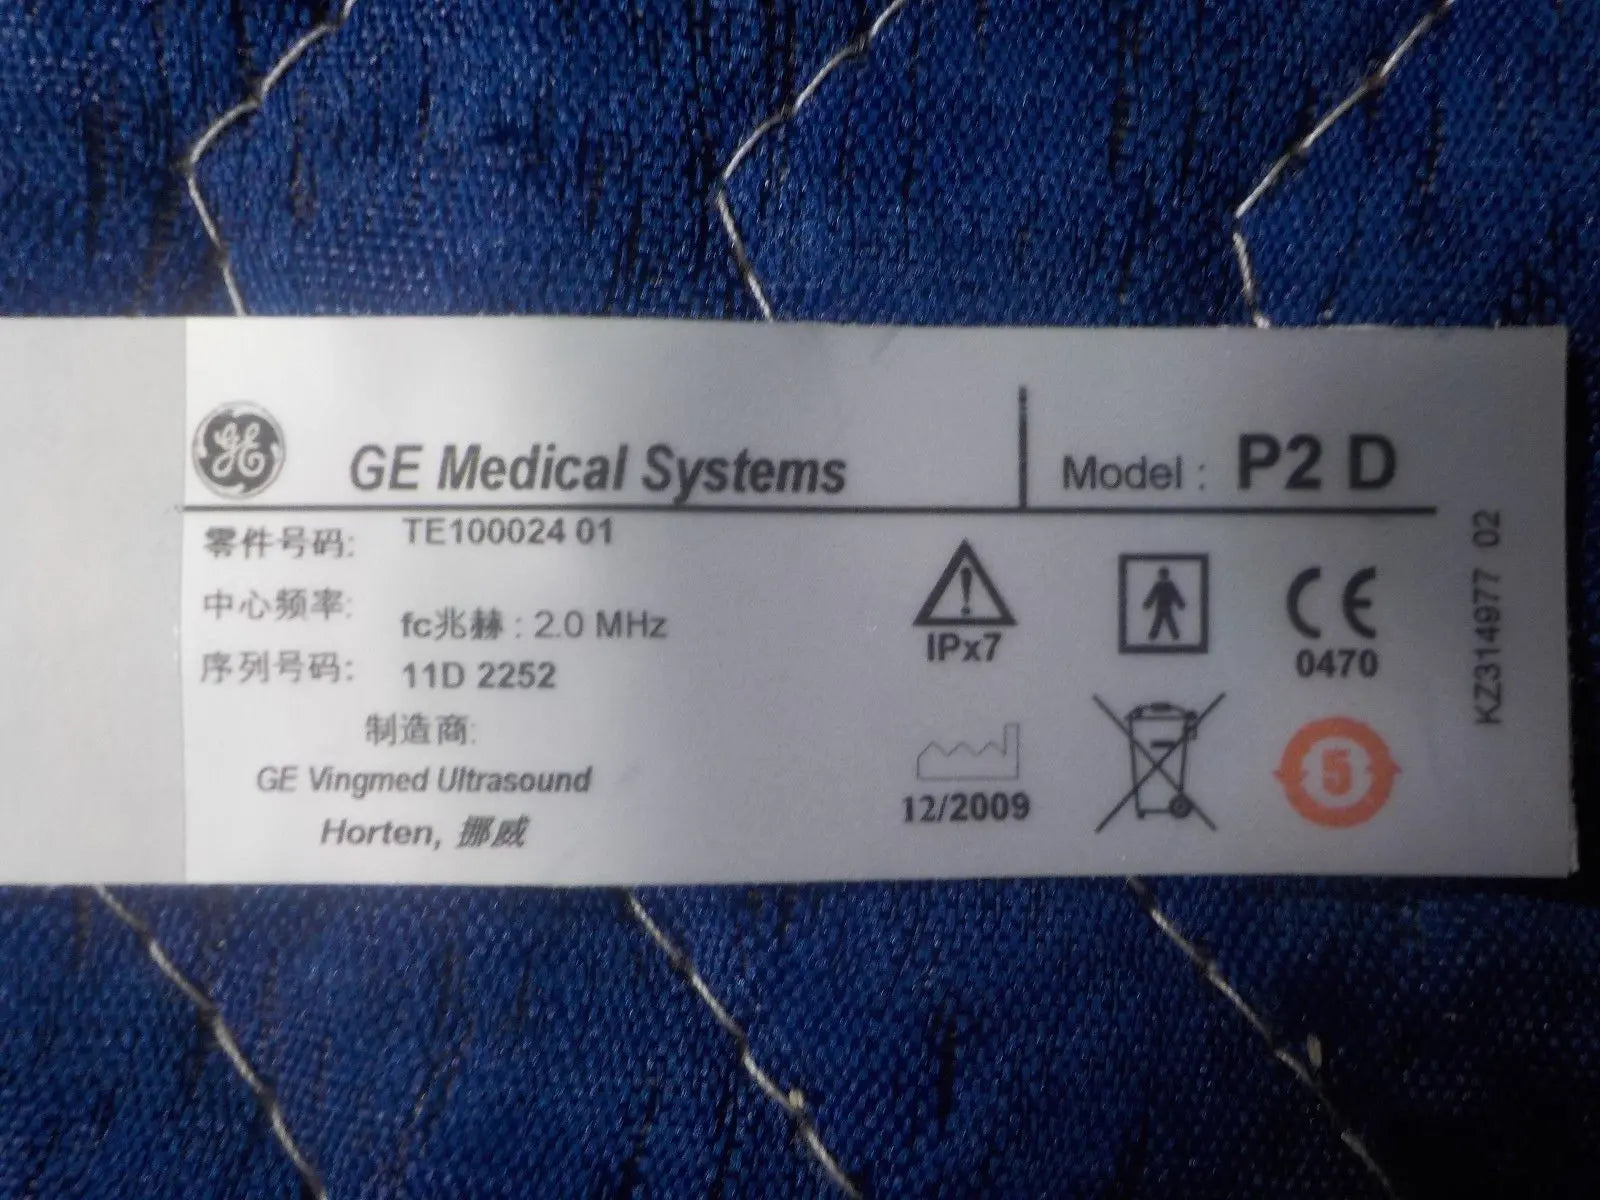 GE
GE Medical Systems
Model : P2 D
零件号码: TE100024 01
中心频率: fc兆赫 : 2.0 MHz
序列号码: 11D 2252
制造商:
GE Vingmed Ultrasound
Horten, 挪威
IPx7
CE
0470
12/2009
5
KZ314977 02